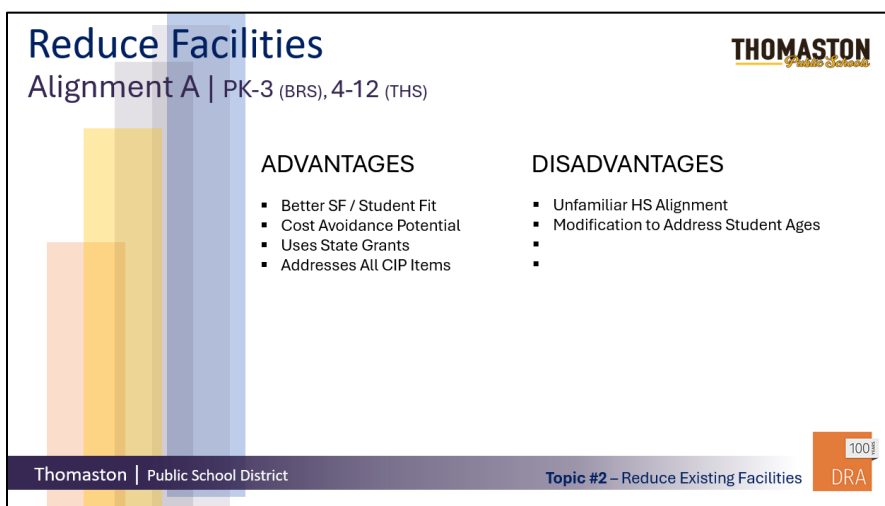 Reduce Facilities
THOMASTON
Public Schools
Alignment A | PK-3 (BRS), 4-12 (THS)
ADVANTAGES
▪ Better SF / Student Fit
▪ Cost Avoidance Potential
▪ Uses State Grants
▪ Addresses All CIP Items
DISADVANTAGES
▪ Unfamiliar HS Alignment
▪ Modification to Address Student Ages
▪
▪
Thomaston | Public School District
Topic #2 – Reduce Existing Facilities
100 YEARS
DRA